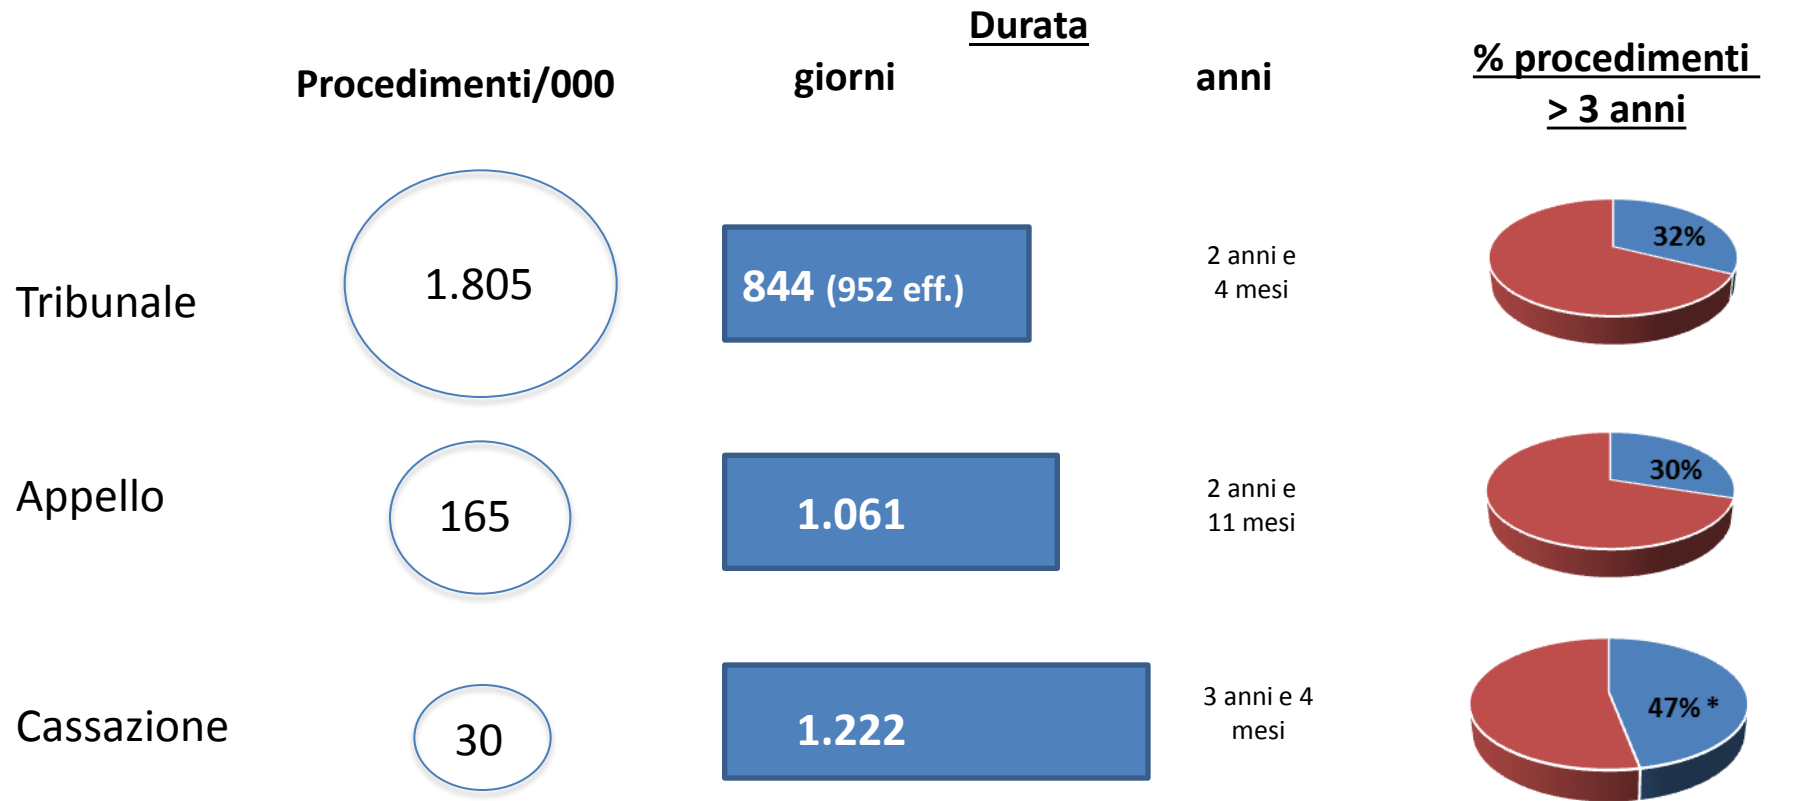 Durata
Procedimenti/000
giorni
anni
% procedimenti
> 3 anni
Tribunale
1.805
844 (952 eff.)
2 anni e
4 mesi
32%
Appello
165
1.061
2 anni e
11 mesi
30%
Cassazione
30
1.222
3 anni e 4
mesi
47% *